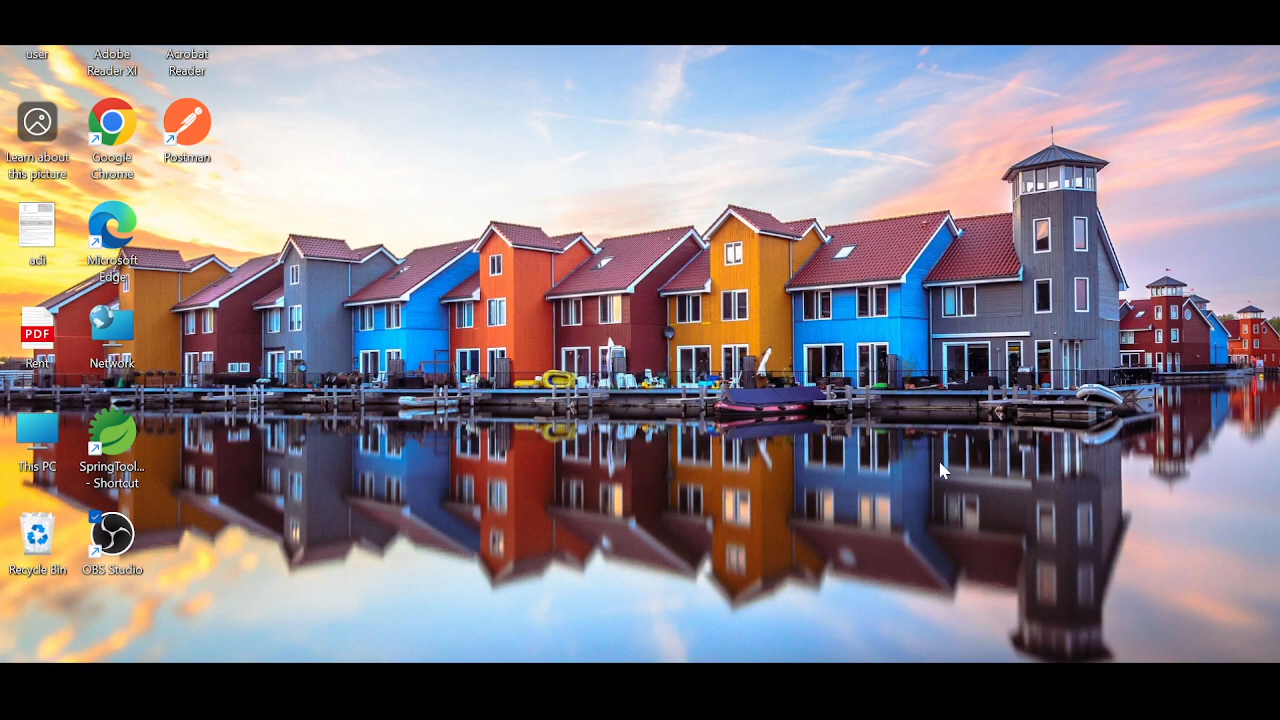 user
Adobe
Reader XI
Acrobat
Reader
Learn about
this picture
Google
Chrome
Postman
adi
Microsoft
Edge
PDF
Rent
Network
This PC
SpringTool...
- Shortcut
Recycle Bin
OBS Studio